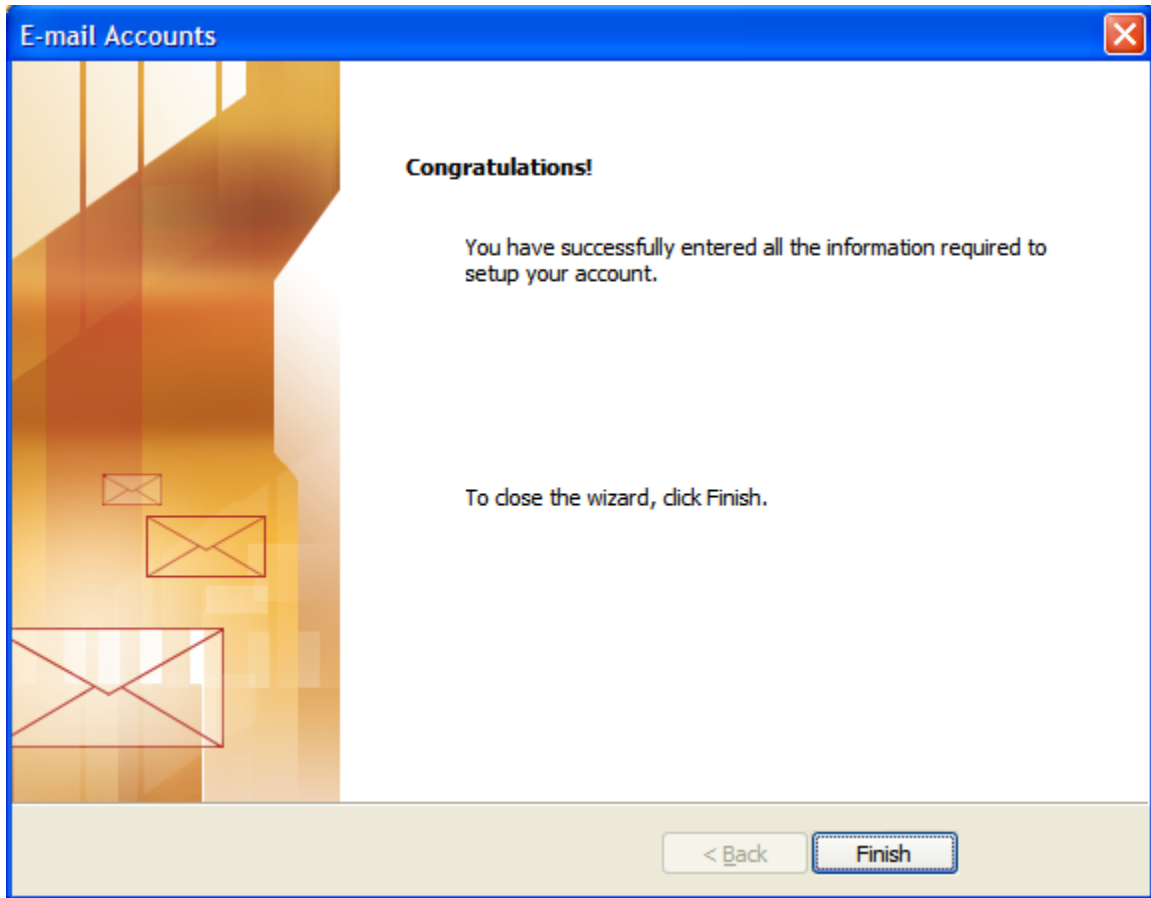 E-mail Accounts
Congratulations!
You have successfully entered all the information required to
setup your account.
To close the wizard, click Finish.
< Back
Finish